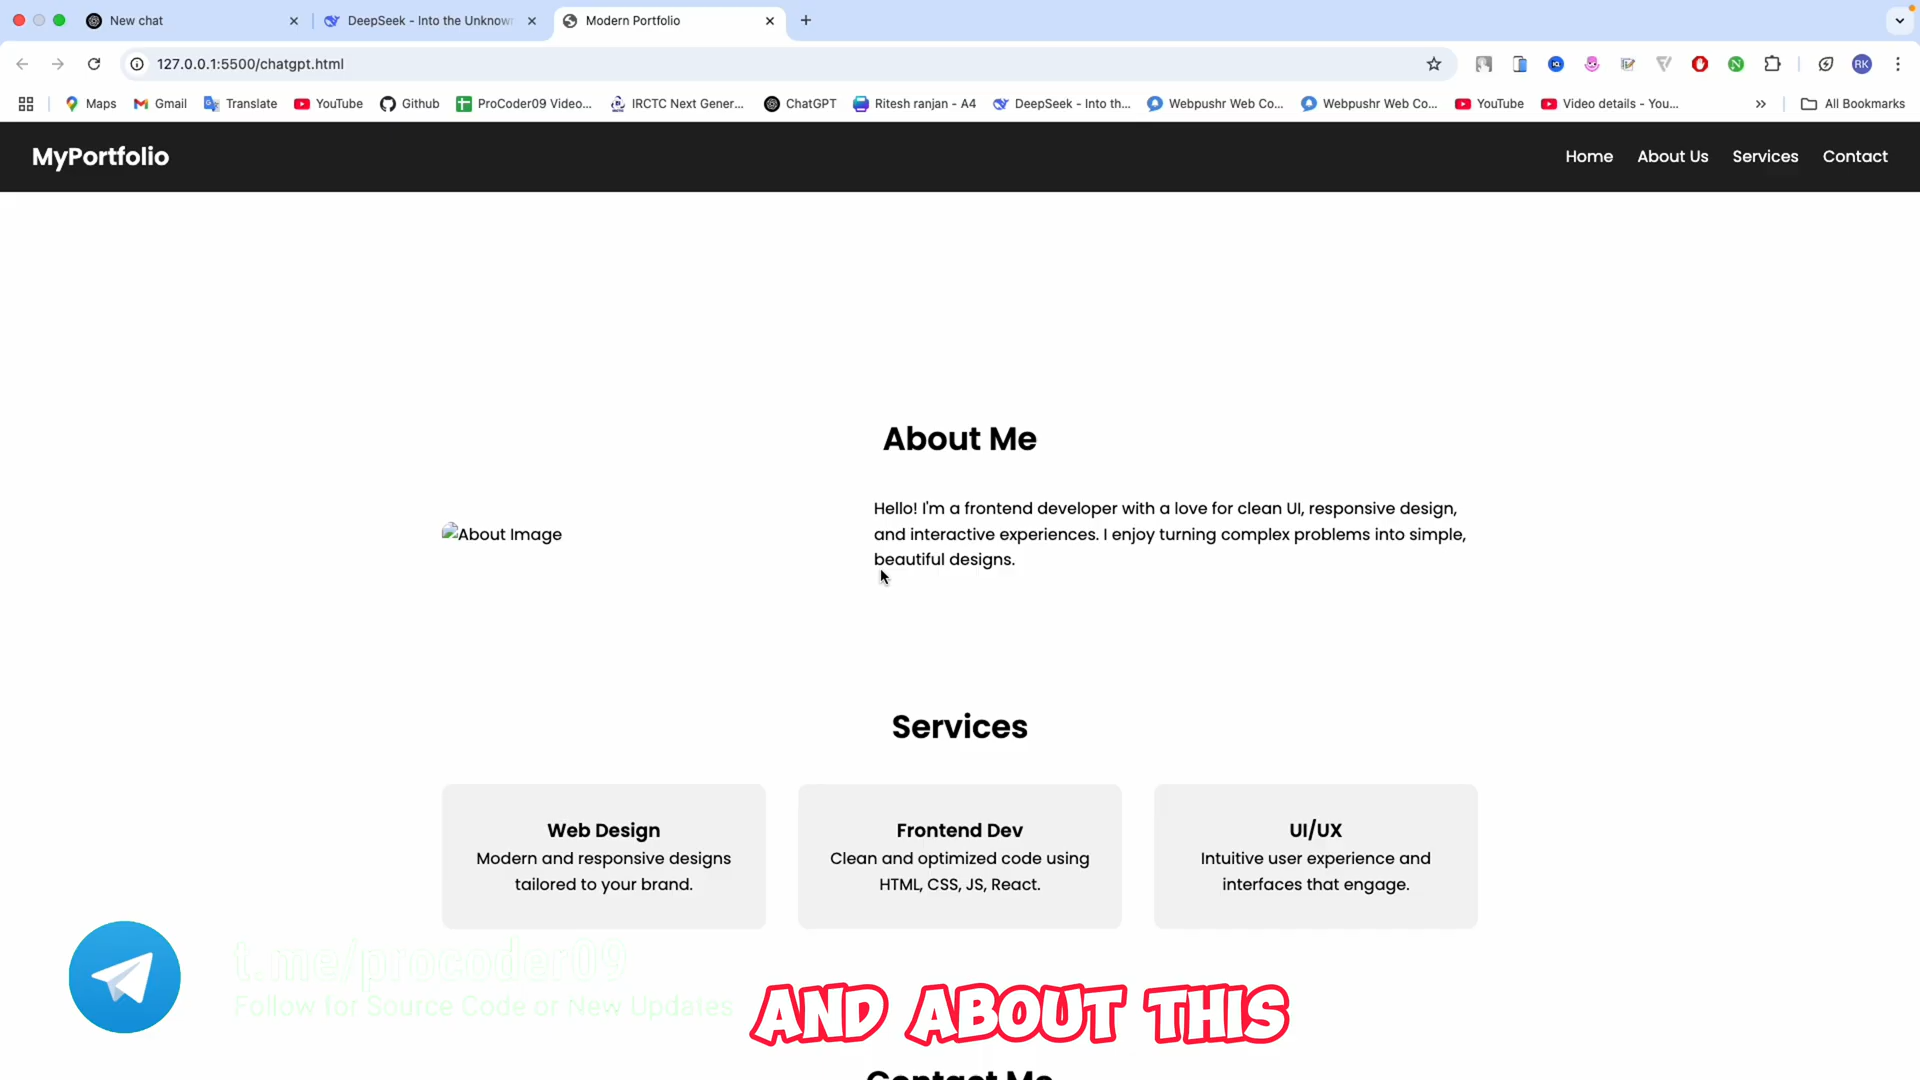 New chat
DeepSeek - Into the Unknown
Modern Portfolio
127.0.0.1:5500/chatgpt.html
RK
Maps
Gmail
Translate
YouTube
Github
ProCoder09 Video...
IRCTC Next Gener...
ChatGPT
Ritesh ranjan - A4
DeepSeek - Into th...
Webpushr Web Co...
Webpushr Web Co...
YouTube
Video details - You...
All Bookmarks
MyPortfolio
Home
About Us
Services
Contact
About Me
About Image
Hello! I'm a frontend developer with a love for clean UI, responsive design,
and interactive experiences. I enjoy turning complex problems into simple,
beautiful designs.
Services
Web Design
Modern and responsive designs
tailored to your brand.
Frontend Dev
Clean and optimized code using
HTML, CSS, JS, React.
UI/UX
Intuitive user experience and
interfaces that engage.
t.me/procoder09
Follow for Source Code or New Updates
AND ABOUT THIS
Contact Me